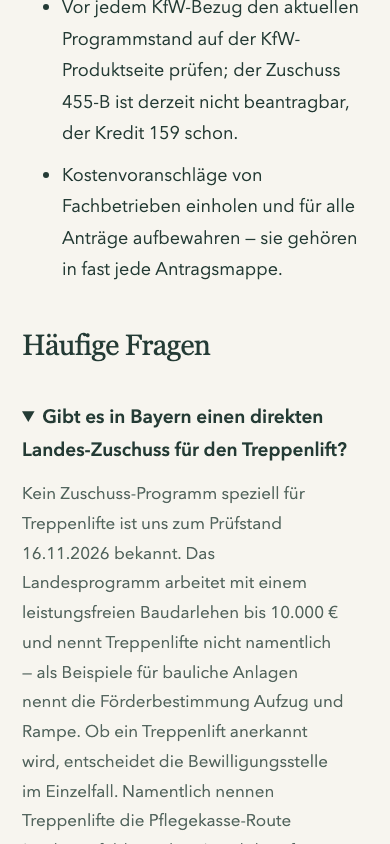 Vor jedem KfW-Bezug den aktuellen
Programmstand auf der KfW-
Produktseite prüfen; der Zuschuss
455-B ist derzeit nicht beantragbar,
der Kredit 159 schon.
Kostenvoranschläge von
Fachbetrieben einholen und für alle
Anträge aufbewahren – sie gehören
in fast jede Antragsmappe.
Häufige Fragen
▼ Gibt es in Bayern einen direkten
Landes-Zuschuss für den Treppenlift?
Kein Zuschuss-Programm speziell für
Treppenlifte ist uns zum Prüfstand
16.11.2026 bekannt. Das
Landesprogramm arbeitet mit einem
leistungsfreien Baudarlehen bis 10.000 €
und nennt Treppenlifte nicht namentlich
– als Beispiele für bauliche Anlagen
nennt die Förderbestimmung Aufzug und
Rampe. Ob ein Treppenlift anerkannt
wird, entscheidet die Bewilligungsstelle
im Einzelfall. Namentlich nennen
Treppenlifte die Pflegekasse-Route